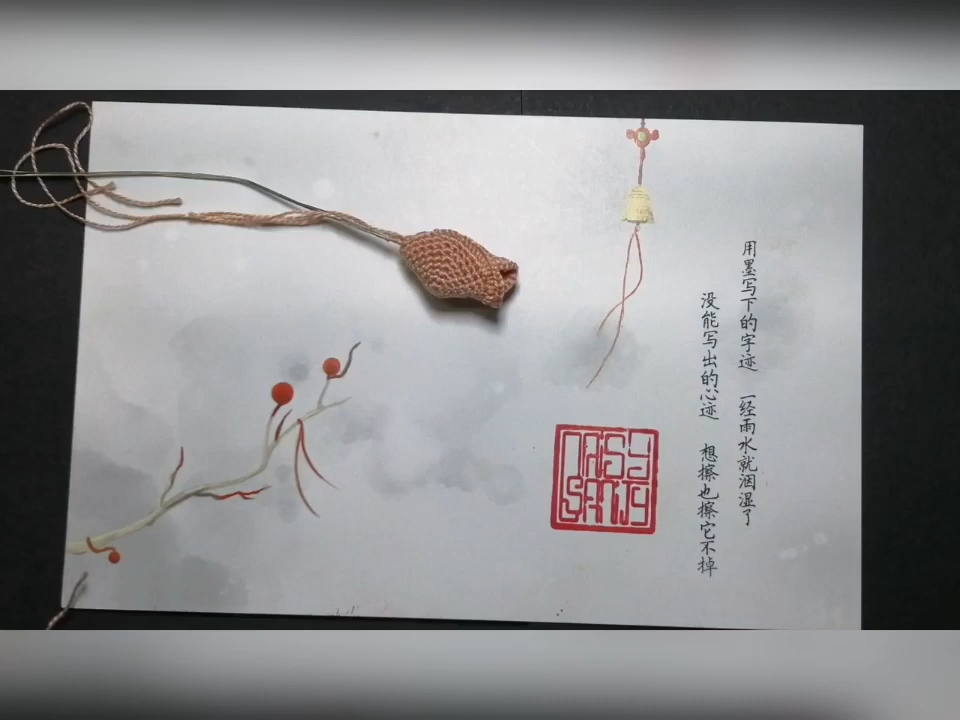 用墨写下的字迹 一经雨水就洇湿了
没能写出的心迹 想擦也擦它不掉